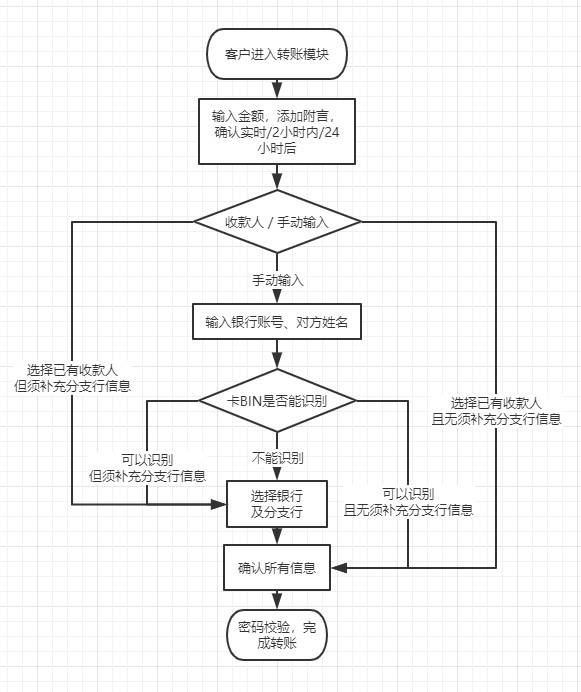 客户进入转账模块
输入金额，添加附言，
确认实时/2小时内/24
小时后
收款人 / 手动输入
手动输入
输入银行账号、对方姓名
选择已有收款人
但须补充分支行信息
卡BIN是否能识别
选择已有收款人
且无须补充分支行信息
可以识别
但须补充分支行信息
不能识别
选择银行
及分支行
可以识别
且无须补充分支行信息
确认所有信息
密码校验，完
成转账